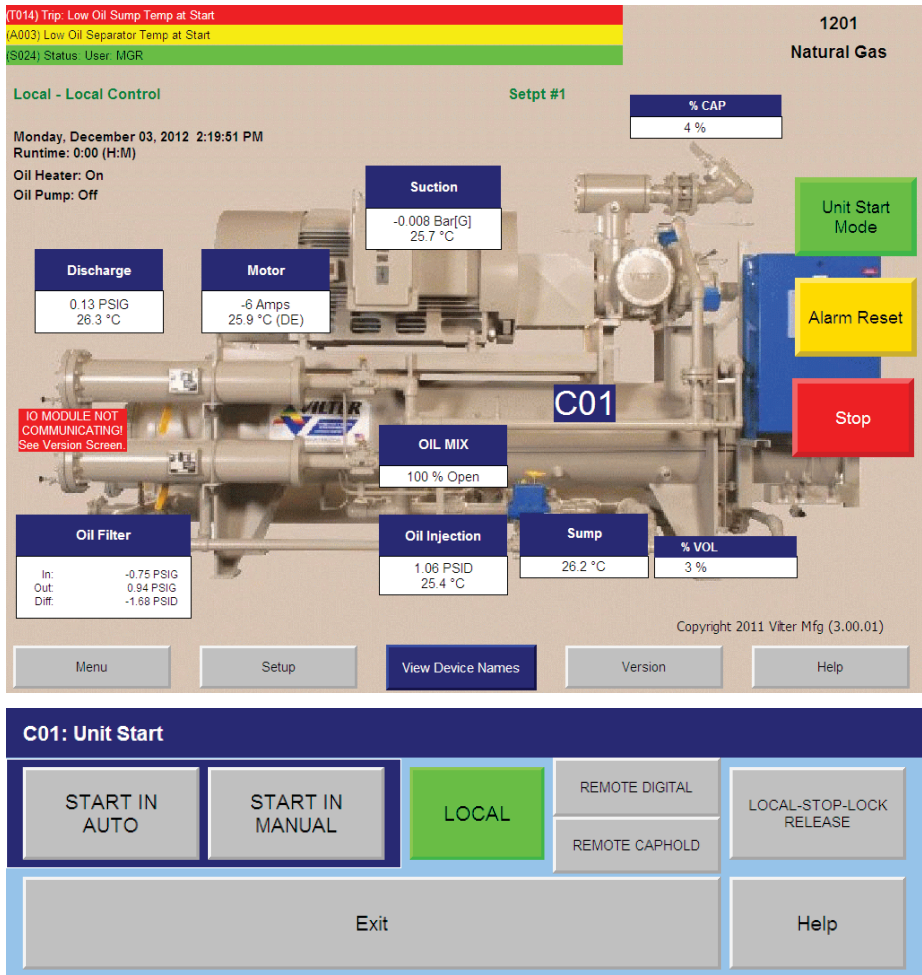 (T014) Trip: Low Oil Sump Temp at Start
(A003) Low Oil Separator Temp at Start
(S024) Status: User: MGR
1201
Natural Gas
Local - Local Control
Setpt #1
% CAP
4 %
Monday, December 03, 2012 2:19:51 PM
Runtime: 0:00 (H:M)
Oil Heater: On
Oil Pump: Off
Suction
-0.008 Bar[G]
25.7 °C
Unit Start
Mode
Discharge
0.13 PSIG
26.3 °C
Motor
-6 Amps
25.9 °C (DE)
Alarm Reset
VILTER
C01
Stop
IO MODULE NOT
COMMUNICATING!
See Version Screen.
VILTER
OIL MIX
100 % Open
Oil Filter
In: -0.75 PSIG
Out: 0.94 PSIG
Diff: -1.68 PSID
Oil Injection
1.06 PSID
25.4 °C
Sump
26.2 °C
% VOL
3 %
Copyright 2011 Vilter Mfg (3.00.01)
Menu
Setup
View Device Names
Version
Help
C01: Unit Start
START IN
AUTO
START IN
MANUAL
LOCAL
REMOTE DIGITAL
REMOTE CAPHOLD
LOCAL-STOP-LOCK
RELEASE
Exit
Help